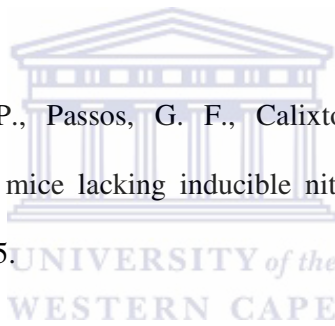 P., Passos, G. F., Calixto
mice lacking inducible nit
5.
UNIVERSITY of the
WESTERN CAPE